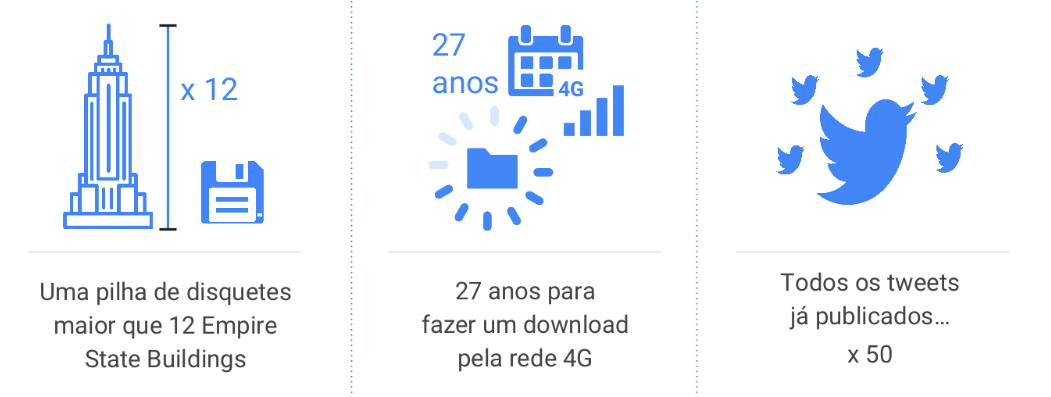 x 12
Uma pilha de disquetes
maior que 12 Empire
State Buildings
27
anos
4G
27 anos para
fazer um download
pela rede 4G
Todos os tweets
já publicados...
x 50